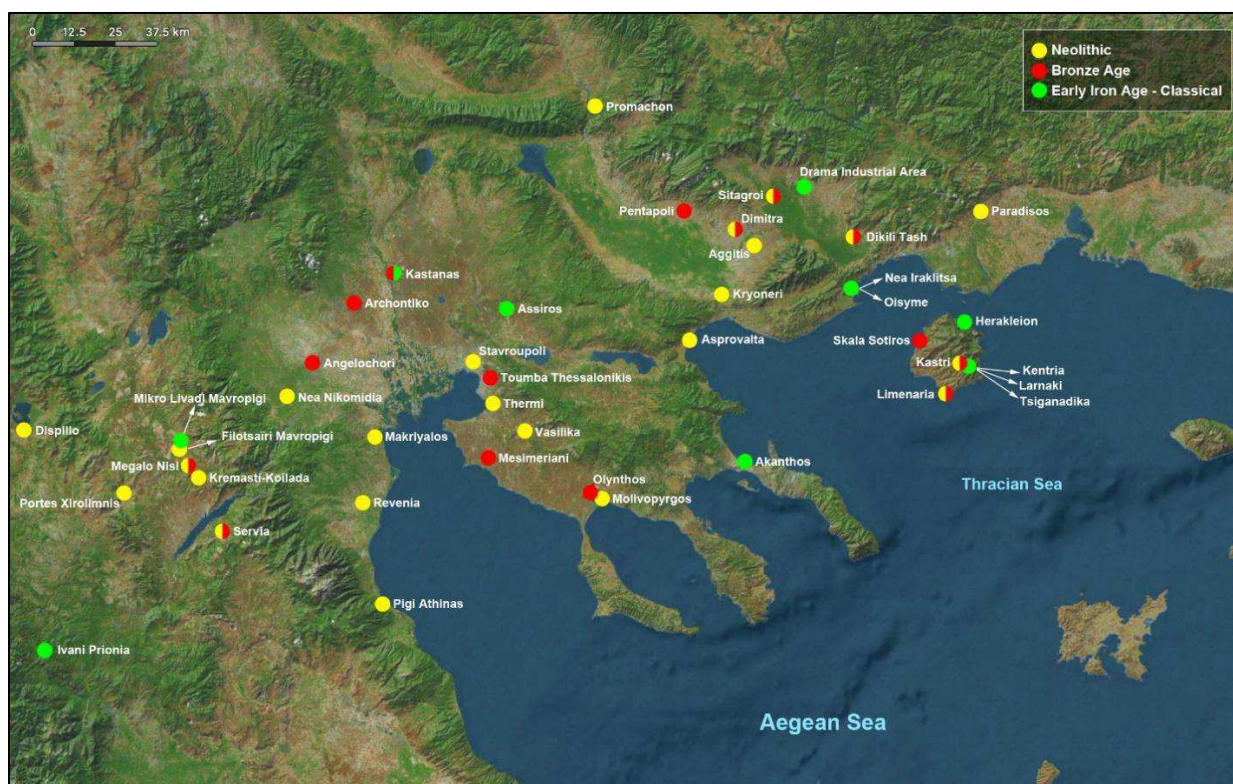 0 12.5 25 37.5 km
Neolithic
Bronze Age
Early Iron Age - Classical
Promachon
Drama Industrial Area
Sitagroi
Pentapoli
Dimitra
Paradisos
Dikili Tash
Aggitis
Kastanas
Nea Iraklitsa
Kryoneri
Oisyme
Archontiko
Assiros
Herakleion
Asprovalta
Skala Sotiros
Stavroupoli
Angelochori
Kastri
Kentria
Toumba Thessalonikis
Larnaki
Limenaria
Tsiganadika
Mikro Livadi Mavropigi
Nea Nikomidia
Thermi
Dispilio
Filotsaïri Mavropigi
Makriyalos
Vasilika
Megalo Nisi
Mesimeriani
Akanthos
Kremasti-Koilada
Olynthos
Thracian Sea
Portes Xirolimnis
Revenia
Molivopyrgos
Servia
Pigi Athinas
Ivani Prionia
Aegean Sea